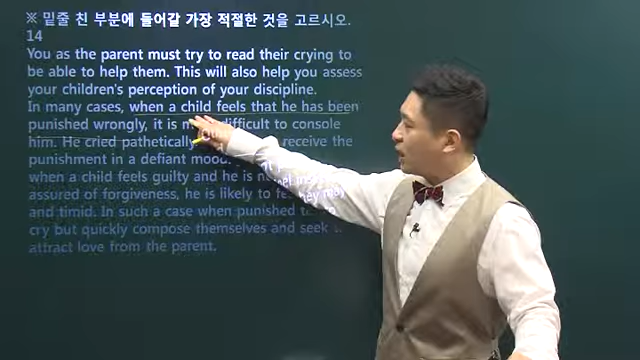 ※ 밑줄 친 부분에 들어갈 가장 적절한 것을 고르시오.
14
You as the parent must try to read their crying to
be able to help them. This will also help you assess
your children's perception of your discipline.
In many cases, when a child feels that he has been
punished wrongly, it is difficult to console
him. He cried pathetically receive the
punishment in a defiant mood.
when a child feels guilty and he is
assured of forgiveness, he is likely to
and timid. In such a case when punished
cry but quickly compose themselves and seek
attract love from the parent.